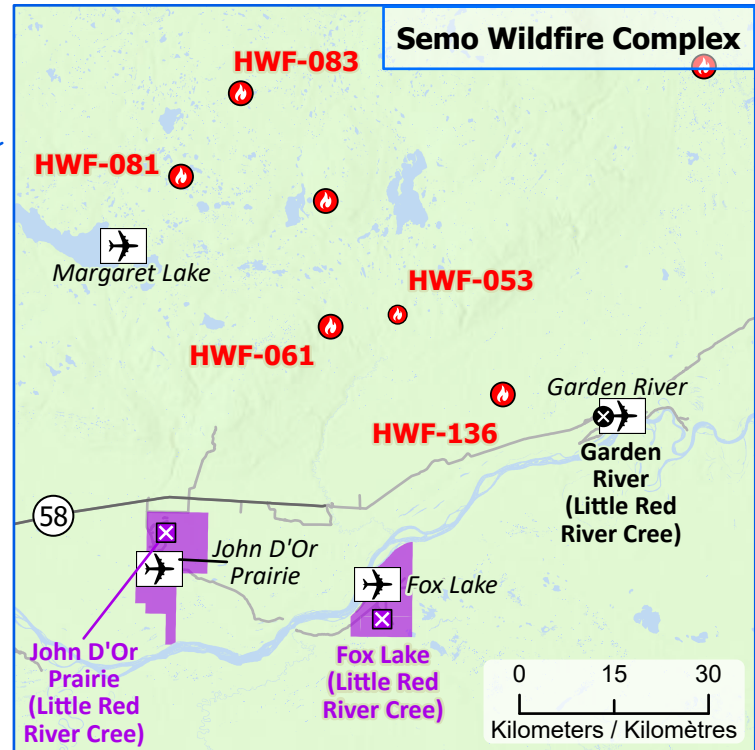 Semo Wildfire Complex
HWF-083
HWF-081
Margaret Lake
HWF-053
HWF-061
Garden River
HWF-136
Garden
River
(Little Red
River Cree)
58
John D'Or
Prairie
Fox Lake
John D'Or
Prairie
(Little Red
River Cree)
Fox Lake
(Little Red
River Cree)
0 15 30
Kilometers / Kilomètres